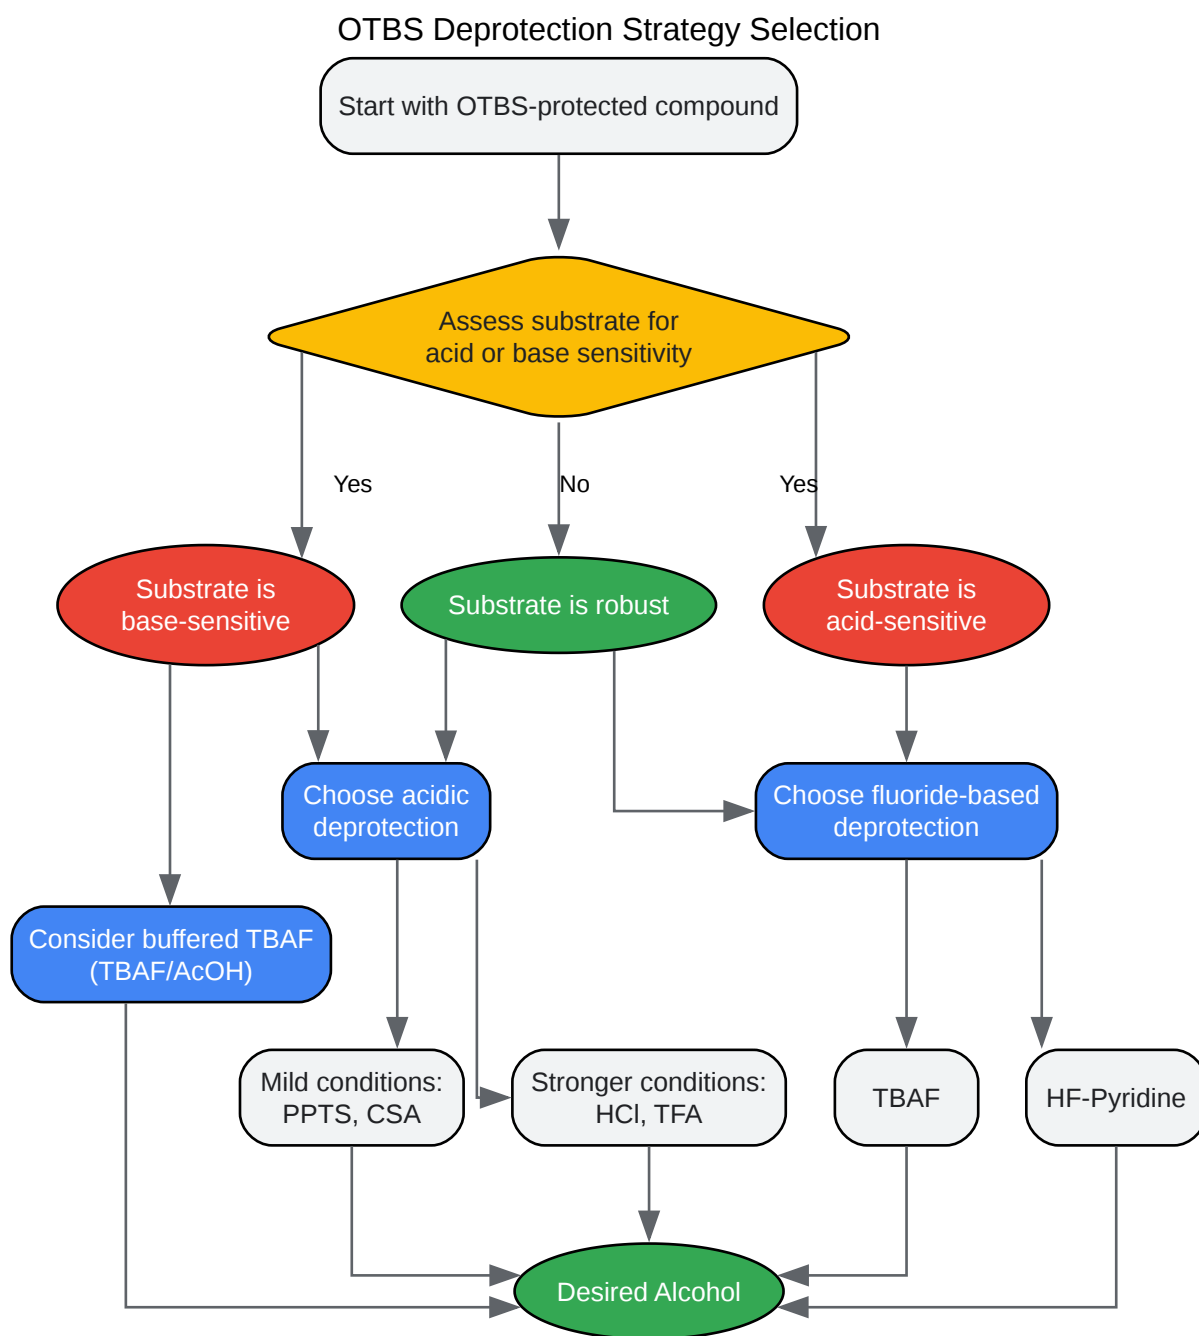 OTBS Deprotection Strategy Selection
Start with OTBS-protected compound
Assess substrate for
acid or base sensitivity
Yes
No
Yes
Substrate is
base-sensitive
Substrate is robust
Substrate is
acid-sensitive
Choose acidic
deprotection
Choose fluoride-based
deprotection
Consider buffered TBAF
(TBAF/AcOH)
Mild conditions:
PPTS, CSA
Stronger conditions:
HCl, TFA
TBAF
HF-Pyridine
Desired Alcohol